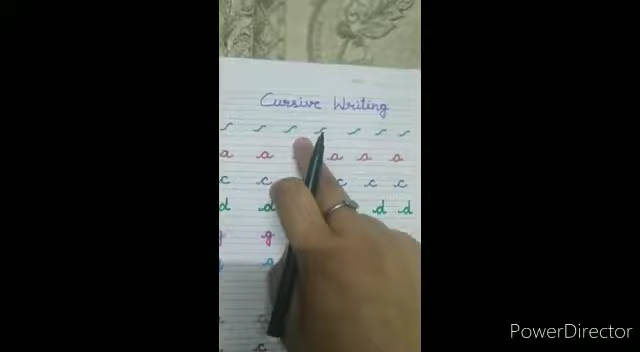 Cursive Writing
a a a a a
c c c c c
d d d d
g
c
PowerDirector